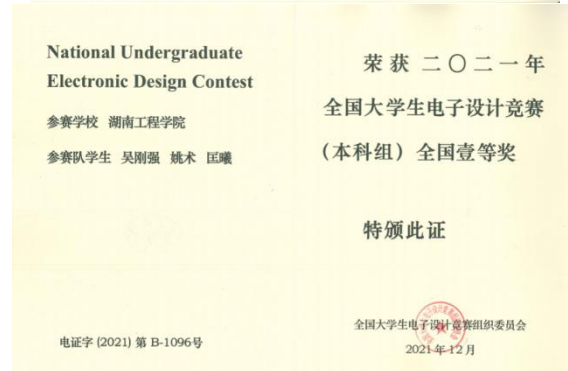 National Undergraduate
Electronic Design Contest
参赛学校 湖南工程学院
参赛队学生 吴刚强 姚术 匡曦
电证字 (2021) 第 B-1096号
荣获 二〇二一年
全国大学生电子设计竞赛
(本科组) 全国壹等奖
特颁此证
全国大学生电子设计竞赛组织委员会
2021年12月